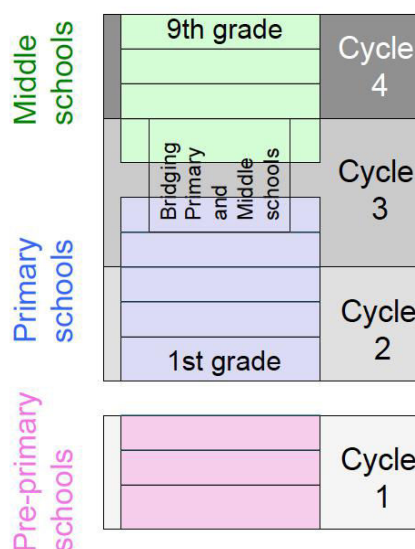 Middle
schools
9th grade
Cycle
4
Bridging
Primary
and
Middle
schools
Cycle
3
Primary
schools
1st grade
Cycle
2
Pre-primary
schools
Cycle
1